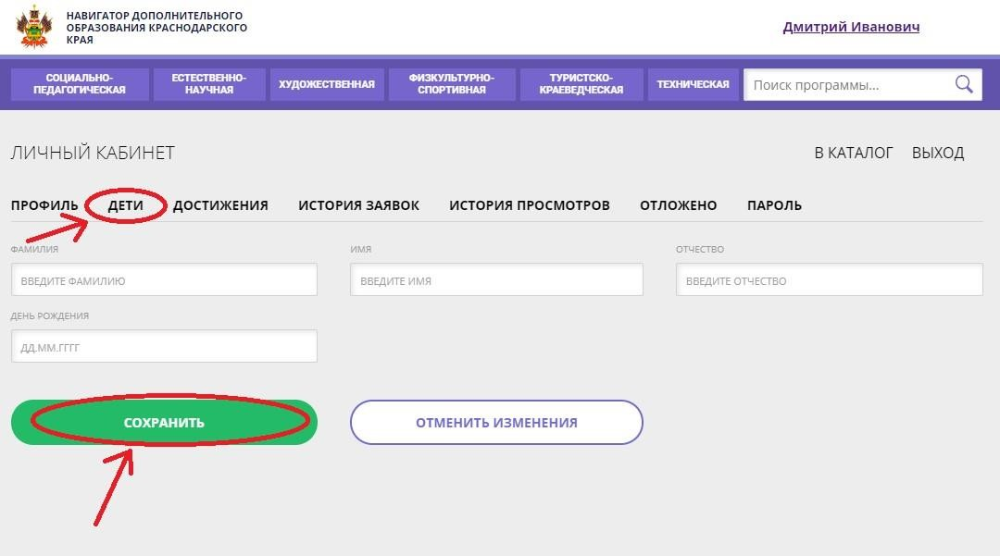 НАВИГАТОР ДОПОЛНИТЕЛЬНОГО
ОБРАЗОВАНИЯ КРАСНОДАРСКОГО
КРАЯ
Дмитрий Иванович
СОЦИАЛЬНО-
ПЕДАГОГИЧЕСКАЯ
ЕСТЕСТВЕННО-
НАУЧНАЯ
ХУДОЖЕСТВЕННАЯ
ФИЗКУЛЬТУРНО-
СПОРТИВНАЯ
ТУРИСТСКО-
КРАЕВЕДЧЕСКАЯ
ТЕХНИЧЕСКАЯ
Поиск программы...
ЛИЧНЫЙ КАБИНЕТ
В КАТАЛОГ ВЫХОД
ПРОФИЛЬ ДЕТИ ДОСТИЖЕНИЯ ИСТОРИЯ ЗАЯВОК ИСТОРИЯ ПРОСМОТРОВ ОТЛОЖЕНО ПАРОЛЬ
ФАМИЛИЯ ИМЯ ОТЧЕСТВО
ВВЕДИТЕ ФАМИЛИЮ ВВЕДИТЕ ИМЯ ВВЕДИТЕ ОТЧЕСТВО
ДЕНЬ РОЖДЕНИЯ
ДД.ММ.ГГГГ
СОХРАНИТЬ ОТМЕНИТЬ ИЗМЕНЕНИЯ